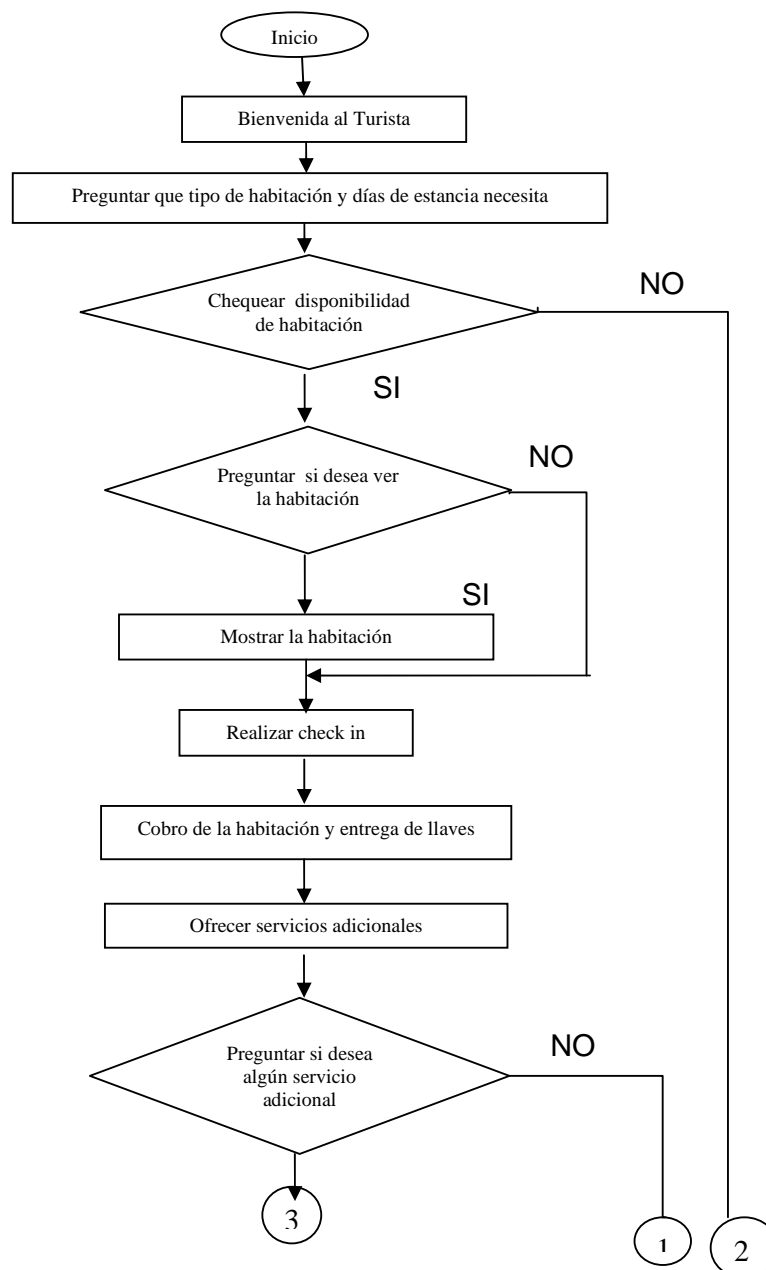 Inicio
Bienvenida al Turista
Preguntar que tipo de habitación y días de estancia necesita
Chequear disponibilidad
de habitación
NO
SI
Preguntar si desea ver
la habitación
NO
SI
Mostrar la habitación
Realizar check in
Cobro de la habitación y entrega de llaves
Ofrecer servicios adicionales
Preguntar si desea
algún servicio
adicional
NO
3
1
2